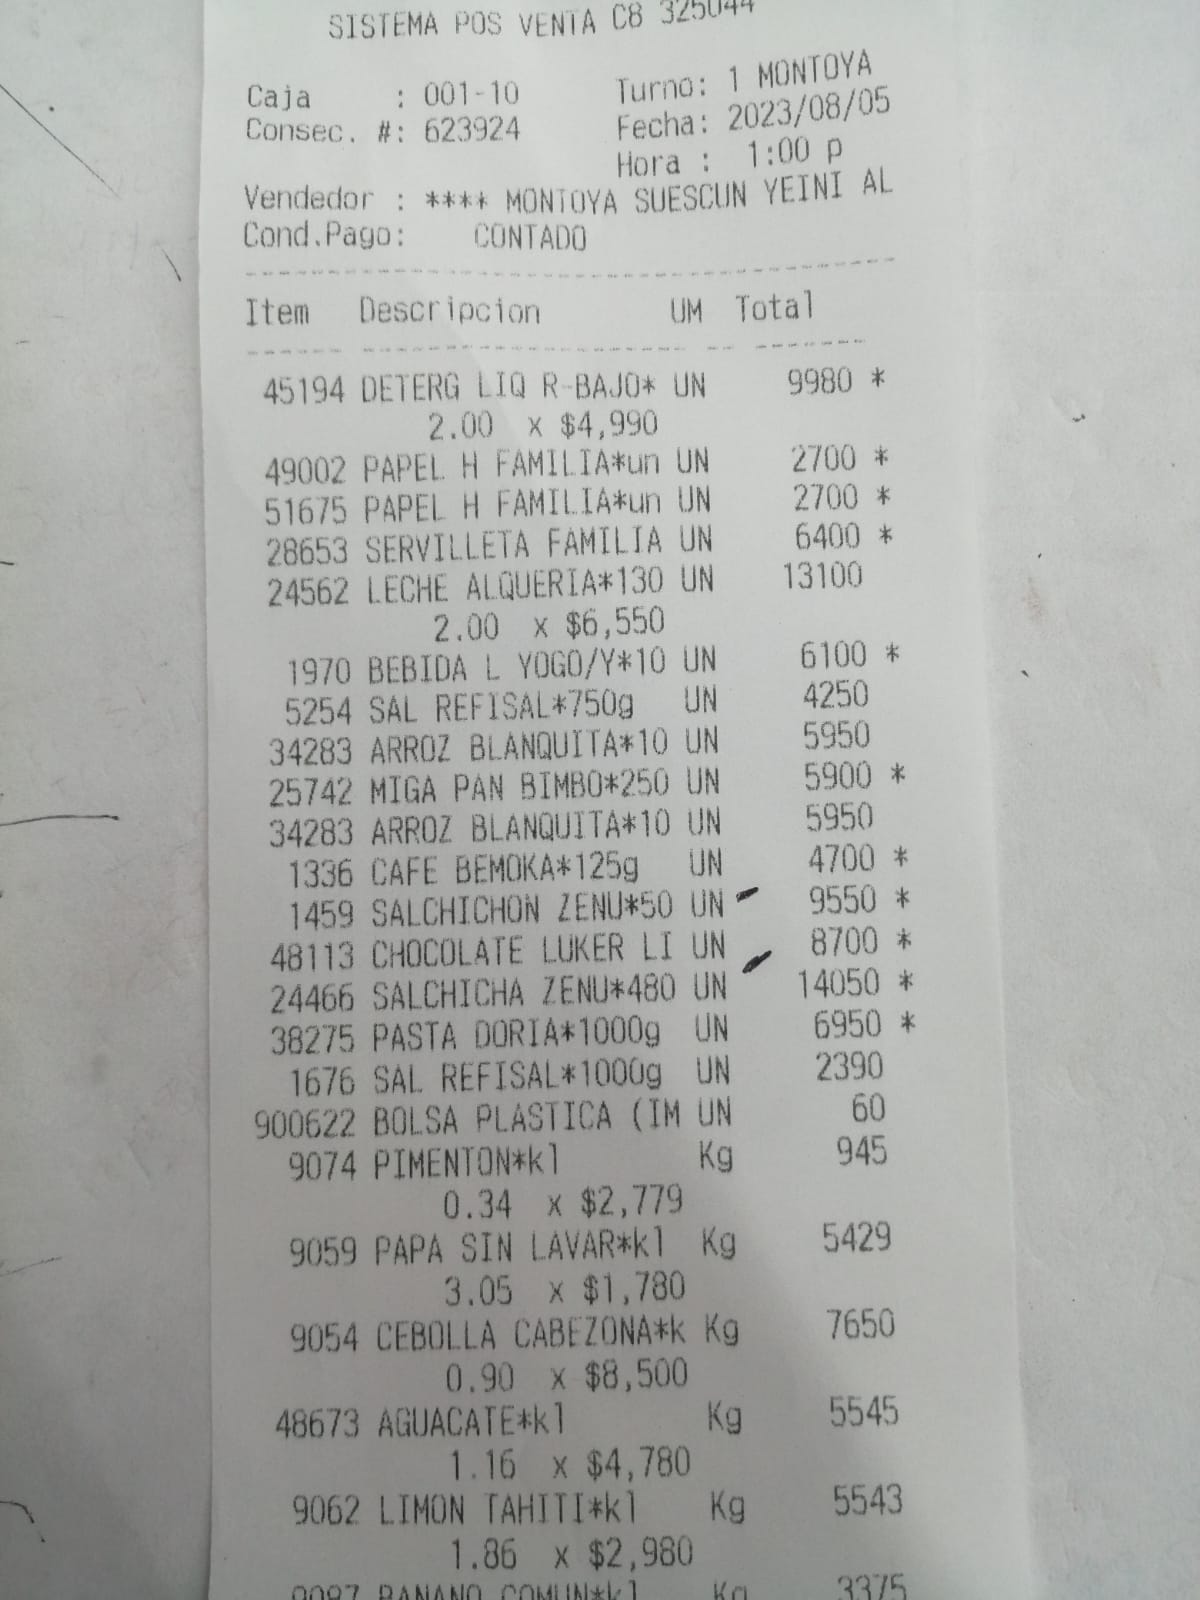 SISTEMA POS VENTA C8 325044
Caja : 001-10 Turno: 1 MONTOYA
Consec. #: 623924 Fecha: 2023/08/05
Hora : 1:00 p
Vendedor : **** MONTOYA SUESCUN YEINI AL
Cond.Pago: CONTADO
Item Descripcion UM Total
45194 DETERG LIQ R-BAJO* UN 9980 *
2.00 x $4,990
49002 PAPEL H FAMILIA*un UN 2700 *
51675 PAPEL H FAMILIA*un UN 2700 *
28653 SERVILLETA FAMILIA UN 6400 *
24562 LECHE ALQUERIA*130 UN 13100
2.00 x $6,550
1970 BEBIDA L YOGO/Y*10 UN 6100 *
5254 SAL REFISAL*750g UN 4250
34283 ARROZ BLANQUITA*10 UN 5950
25742 MIGA PAN BIMBO*250 UN 5900 *
34283 ARROZ BLANQUITA*10 UN 5950
1336 CAFE BEMOKA*125g UN 4700 *
1459 SALCHICHON ZENU*50 UN 9550 *
48113 CHOCOLATE LUKER LI UN 8700 *
24466 SALCHICHA ZENU*480 UN 14050 *
38275 PASTA DORIA*1000g UN 6950 *
1676 SAL REFISAL*1000g UN 2390
900622 BOLSA PLASTICA (IM UN 60
9074 PIMENTON*kl Kg 945
0.34 x $2,779
9059 PAPA SIN LAVAR*kl Kg 5429
3.05 x $1,780
9054 CEBOLLA CABEZONA*k Kg 7650
0.90 x $8,500
48673 AGUACATE*kl Kg 5545
1.16 x $4,780
9062 LIMON TAHITI*kl Kg 5543
1.86 x $2,980
9097 BANANO COMUN*kl Kg 3375